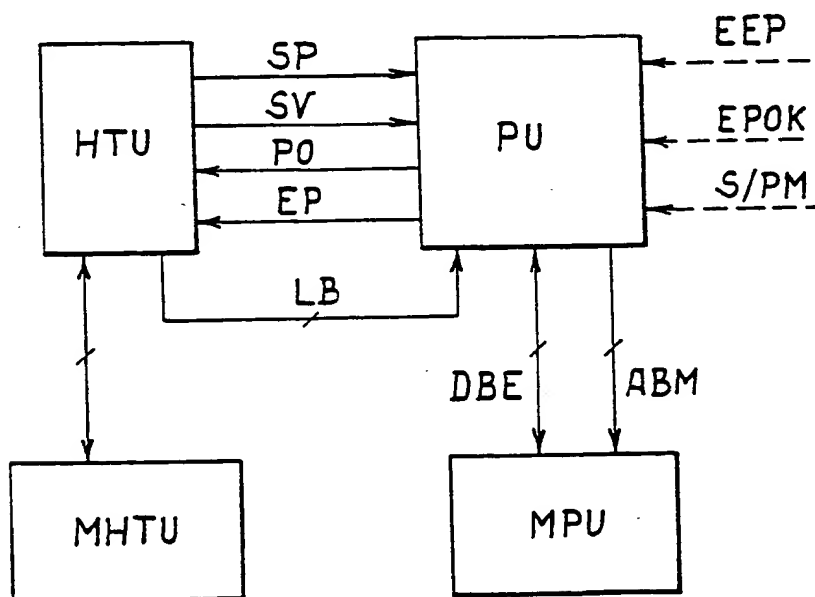 EEP
SP
SV
HTU
PU
EPOK
PO
S/PM
EP
LB
DBE
ABM
MHTU
MPU